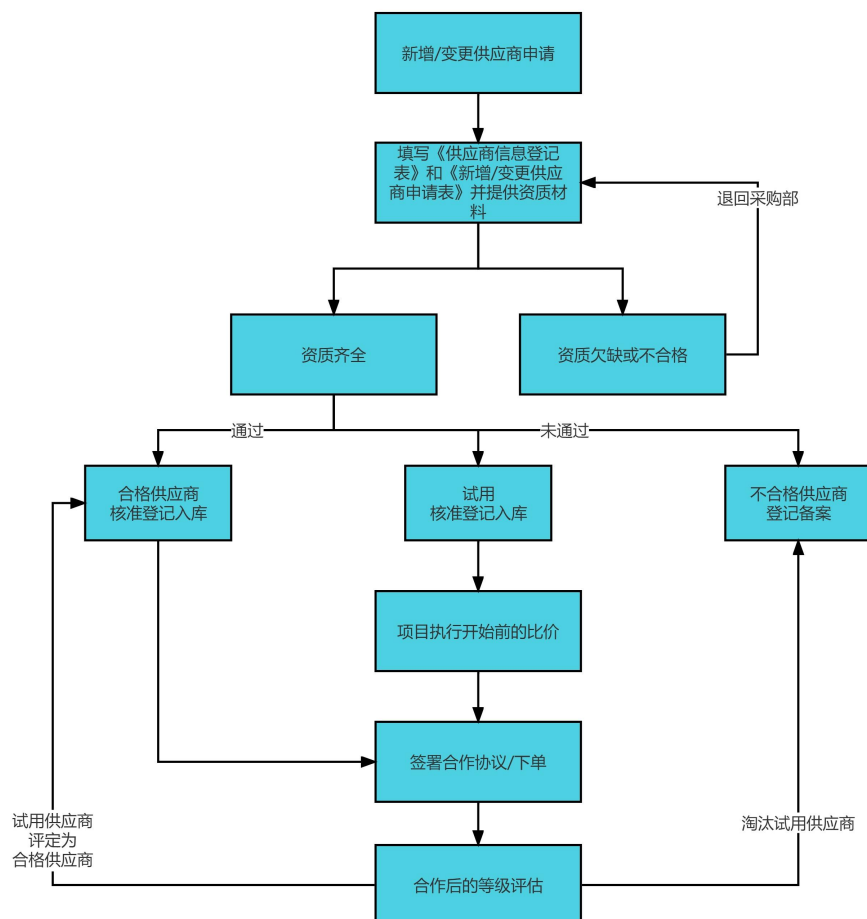 新增/变更供应商申请
填写《供应商信息登记
表》和《新增/变更供应
商申请表》并提供资质材
料
退回采购部
资质齐全
资质欠缺或不合格
通过
未通过
合格供应商
核准登记入库
试用
核准登记入库
不合格供应商
登记备案
项目执行开始前的比价
签署合作协议/下单
试用供应商
评定为
合格供应商
淘汰试用供应商
合作后的等级评估